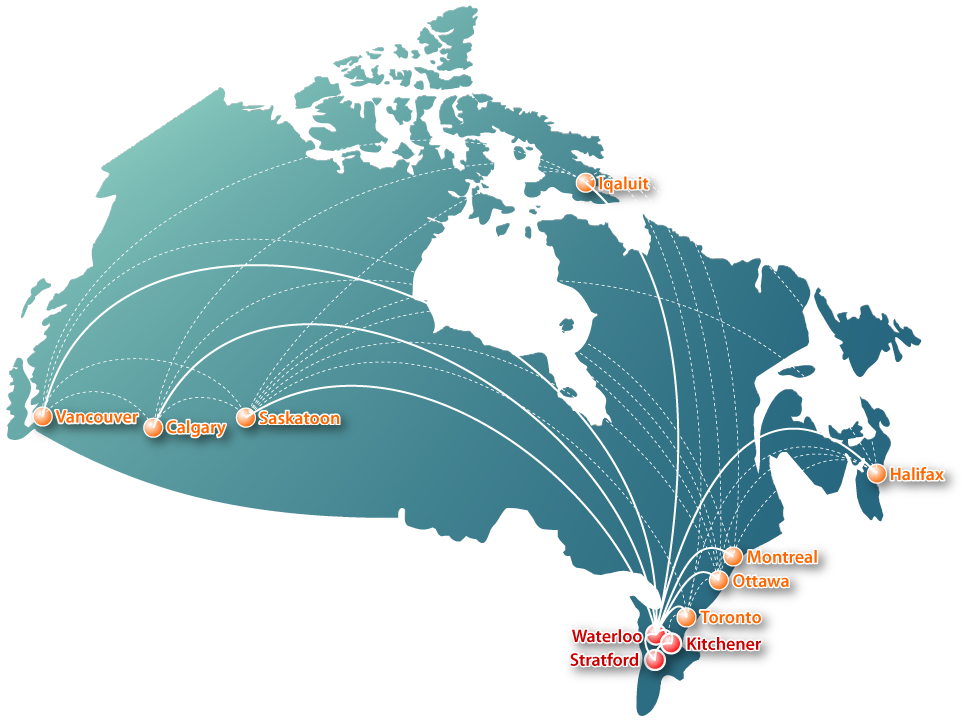 Iqaluit
Vancouver
Calgary
Saskatoon
Halifax
Montreal
Ottawa
Toronto
Waterloo
Kitchener
Stratford